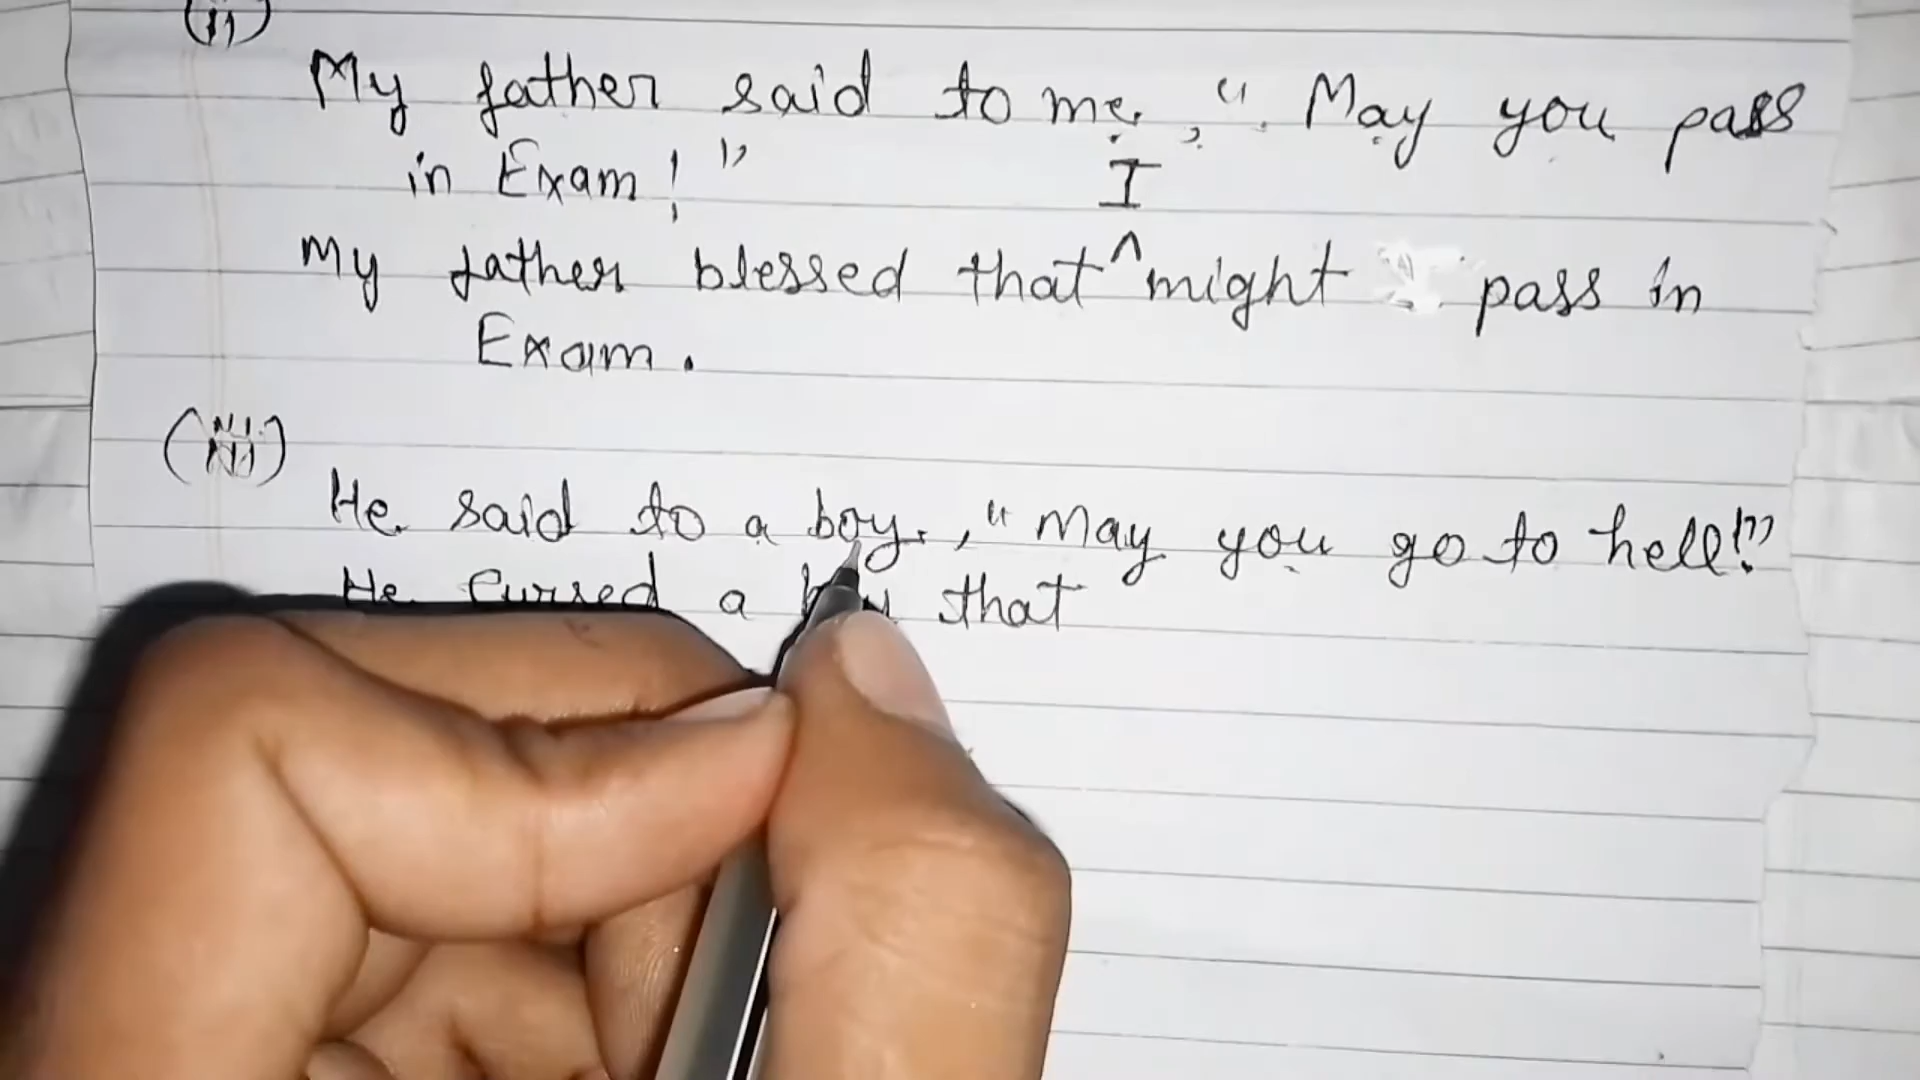 (ii)
My father said to me, " May you pass
in Exam ! "
I
My father blessed that ^ might pass in
Exam .
(iii)
He said to a boy, " May you go to hell ! "
He cursed a boy that